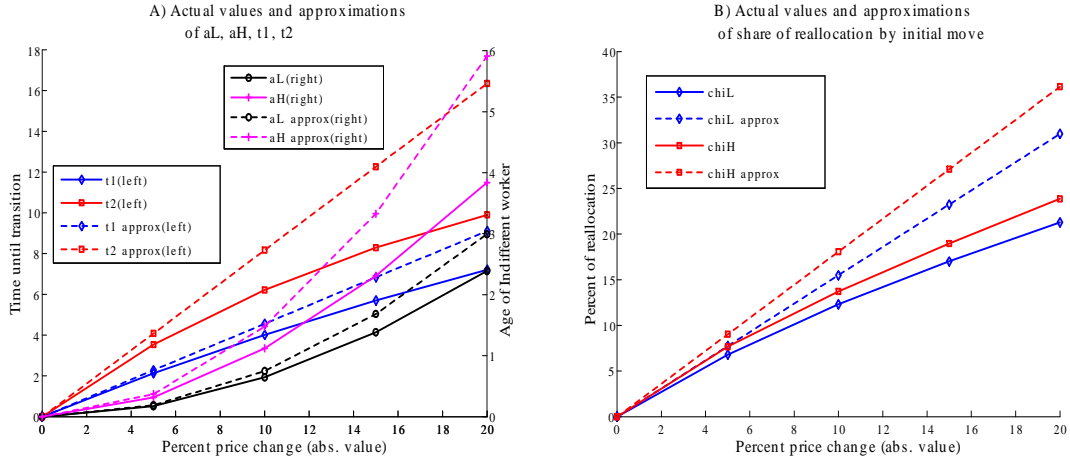 A) Actual values and approximations
of aL, aH, t1, t2
18
16
14
12
10
8
6
4
2
0
Time until transition
aL(right)
aH(right)
aL approx(right)
aH approx(right)
t1(left)
t2(left)
t1 approx(left)
t2 approx(left)
6
5
4
3
2
1
0
Age of Indifferent worker
0 2 4 6 8 10 12 14 16 18 20
Percent price change (abs. value)
B) Actual values and approximations
of share of reallocation by initial move
40
35
30
25
20
15
10
5
0
Percent of reallocation
chiL
chiL approx
chiH
chiH approx
0 2 4 6 8 10 12 14 16 18 20
Percent price change (abs. value)